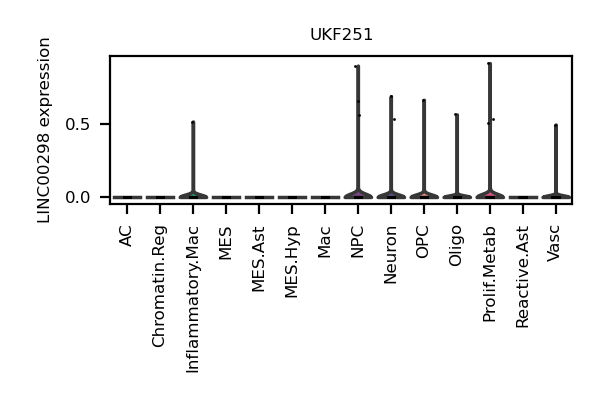 UKF251
LINC00298 expression
0.5
0.0
AC
Chromatin.Reg
Inflammatory.Mac
MES
MES.Ast
MES.Hyp
Mac
NPC
Neuron
OPC
Oligo
Prolif.Metab
Reactive.Ast
Vasc